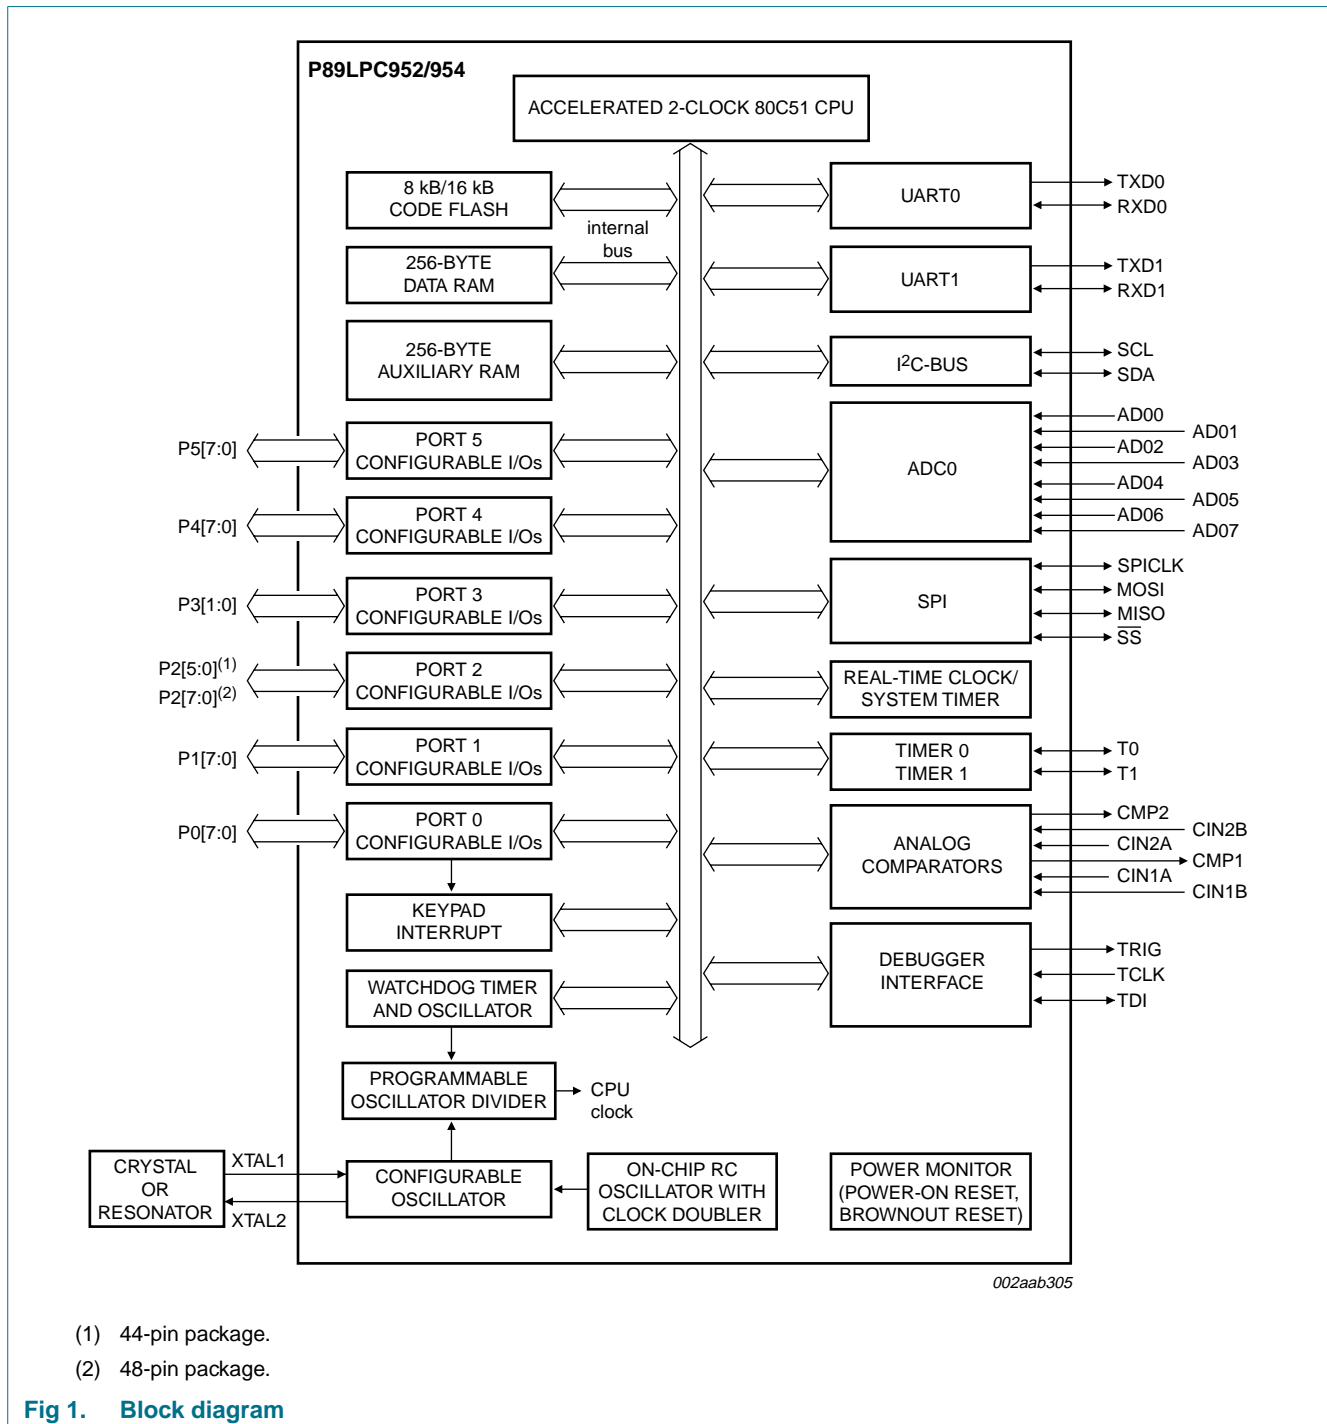 P89LPC952/954
ACCELERATED 2-CLOCK 80C51 CPU
8 kB/16 kB
CODE FLASH
internal
bus
256-BYTE
DATA RAM
256-BYTE
AUXILIARY RAM
P5[7:0]
PORT 5
CONFIGURABLE I/Os
P4[7:0]
PORT 4
CONFIGURABLE I/Os
P3[1:0]
PORT 3
CONFIGURABLE I/Os
P2[5:0](1)
P2[7:0](2)
PORT 2
CONFIGURABLE I/Os
P1[7:0]
PORT 1
CONFIGURABLE I/Os
P0[7:0]
PORT 0
CONFIGURABLE I/Os
KEYPAD
INTERRUPT
WATCHDOG TIMER
AND OSCILLATOR
PROGRAMMABLE
OSCILLATOR DIVIDER
CPU
clock
CRYSTAL
OR
RESONATOR
XTAL1
XTAL2
CONFIGURABLE
OSCILLATOR
ON-CHIP RC
OSCILLATOR WITH
CLOCK DOUBLER
UART0
TXD0
RXD0
UART1
TXD1
RXD1
I2C-BUS
SCL
SDA
ADC0
AD00
AD01
AD02
AD03
AD04
AD05
AD06
AD07
SPI
SPICLK
MOSI
MISO
SS
REAL-TIME CLOCK/
SYSTEM TIMER
TIMER 0
TIMER 1
T0
T1
ANALOG
COMPARATORS
CMP2
CIN2B
CIN2A
CMP1
CIN1A
CIN1B
DEBUGGER
INTERFACE
TRIG
TCLK
TDI
POWER MONITOR
(POWER-ON RESET,
BROWNOUT RESET)
002aab305
(1) 44-pin package.
(2) 48-pin package.
Fig 1. Block diagram